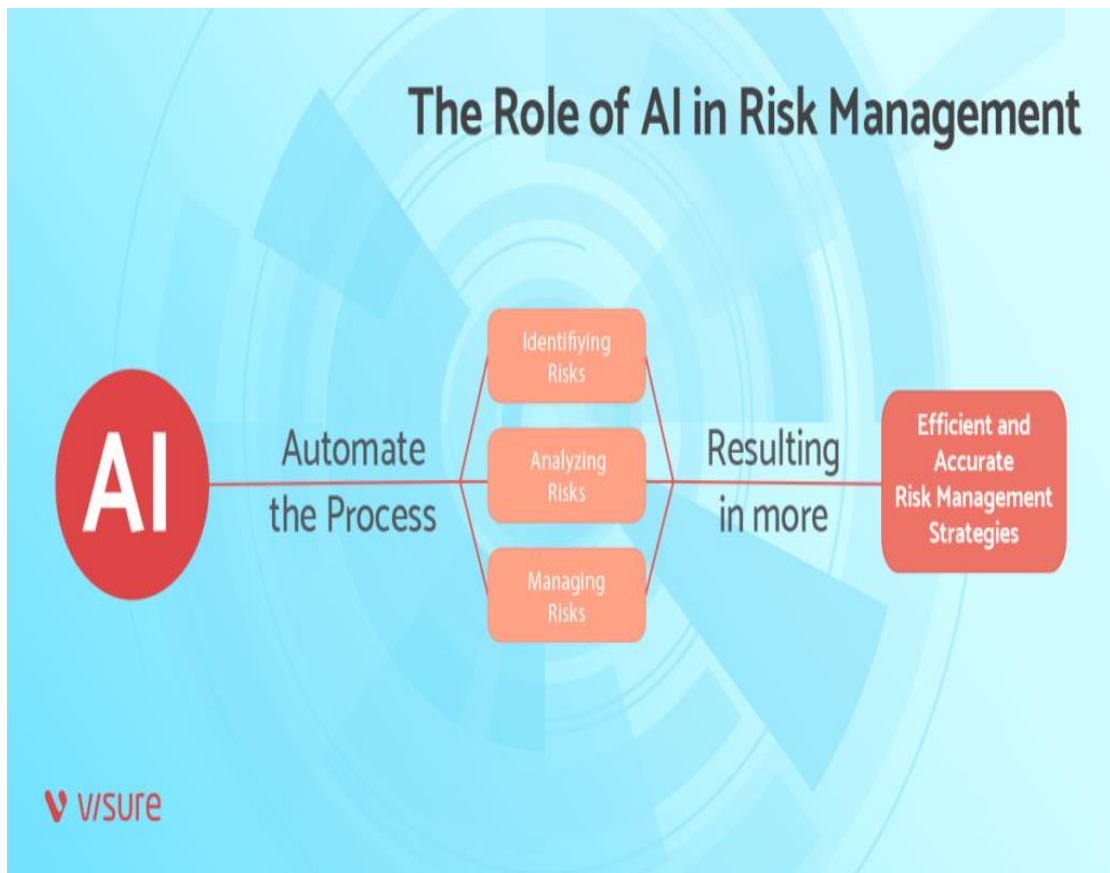 The Role of AI in Risk Management
AI
Automate
the Process
Identifiying
Risks
Analyzing
Risks
Managing
Risks
Resulting
in more
Efficient and
Accurate
Risk Management
Strategies
visure